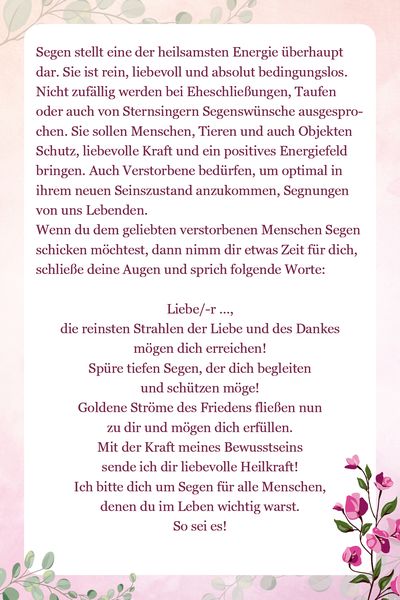 Segen stellt eine der heilsamsten Energie überhaupt
dar. Sie ist rein, liebevoll und absolut bedingungslos.
Nicht zufällig werden bei Eheschließungen, Taufen
oder auch von Sternsingern Segenswünsche ausgespro-
chen. Sie sollen Menschen, Tieren und auch Objekten
Schutz, liebevolle Kraft und ein positives Energiefeld
bringen. Auch Verstorbene bedürfen, um optimal in
ihrem neuen Seinszustand anzukommen, Segnungen
von uns Lebenden.
Wenn du dem geliebten verstorbenen Menschen Segen
schicken möchtest, dann nimm dir etwas Zeit für dich,
schließe deine Augen und sprich folgende Worte:
Liebe/-r ...,
die reinsten Strahlen der Liebe und des Dankes
mögen dich erreichen!
Spüre tiefen Segen, der dich begleiten
und schützen möge!
Goldene Ströme des Friedens fließen nun
zu dir und mögen dich erfüllen.
Mit der Kraft meines Bewusstseins
sende ich dir liebevolle Heilkraft!
Ich bitte dich um Segen für alle Menschen,
denen du im Leben wichtig warst.
So sei es!